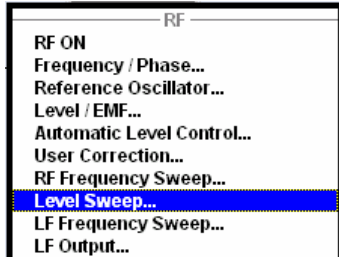 RF
RF ON
Frequency / Phase...
Reference Oscillator...
Level / EMF...
Automatic Level Control...
User Correction...
RF Frequency Sweep...
Level Sweep...
LF Frequency Sweep...
LF Output...